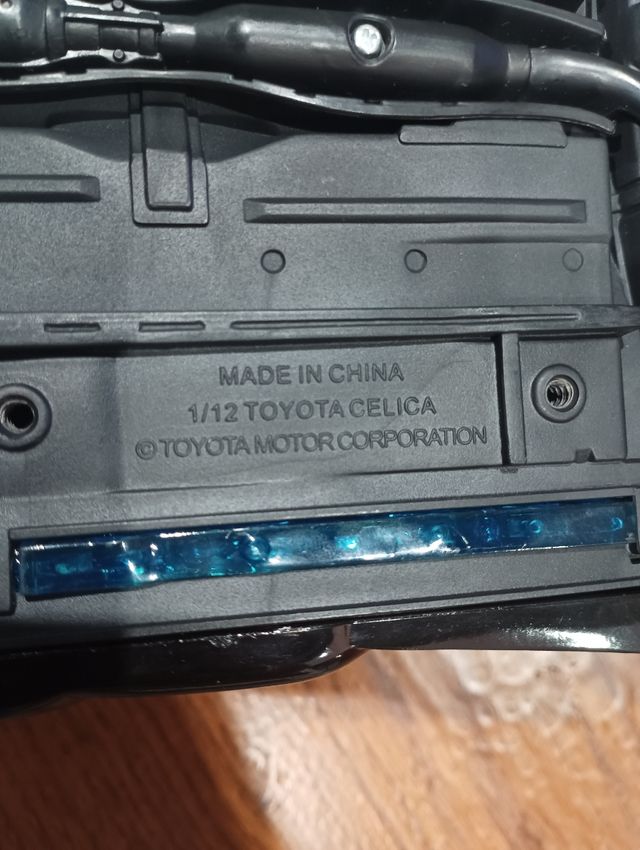 MADE IN CHINA
1/12 TOYOTA CELICA
© TOYOTA MOTOR CORPORATION